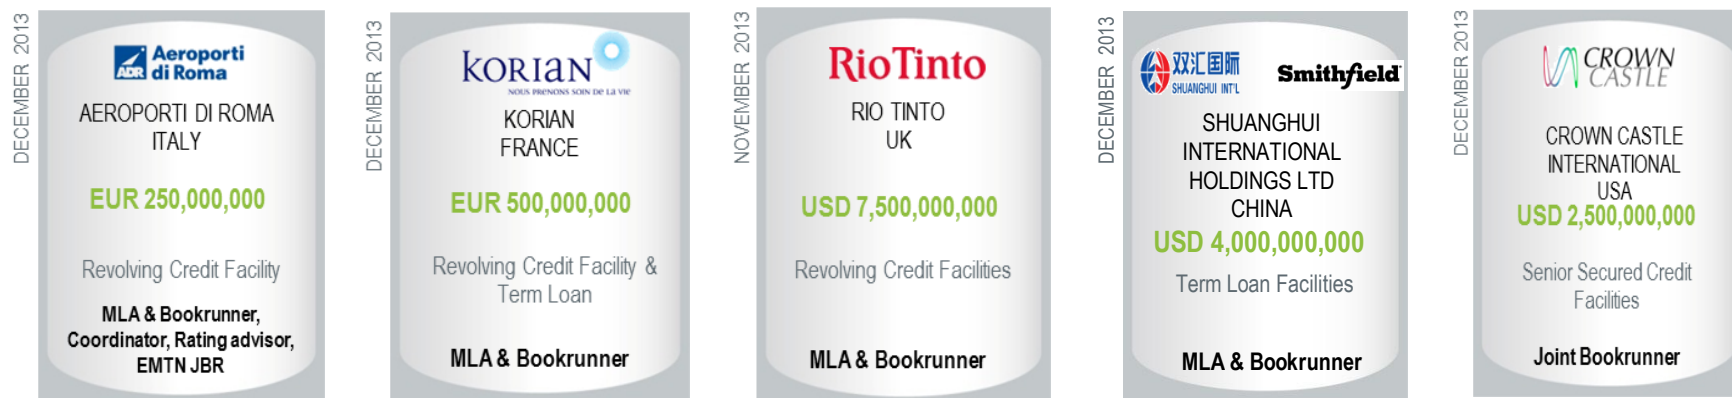 DECEMBER 2013
ADR
Aeroporti
di Roma
AEROPORTI DI ROMA
ITALY
EUR 250,000,000
Revolving Credit Facility
MLA & Bookrunner,
Coordinator, Rating advisor,
EMTN JBR
DECEMBER 2013
KORIAN
NOUS PRENONS SOIN DE LA VIE
KORIAN
FRANCE
EUR 500,000,000
Revolving Credit Facility &
Term Loan
MLA & Bookrunner
NOVEMBER 2013
RioTinto
RIO TINTO
UK
USD 7,500,000,000
Revolving Credit Facilities
MLA & Bookrunner
DECEMBER 2013
双汇国际
SHUANGHUI INT'L
Smithfield
SHUANGHUI
INTERNATIONAL
HOLDINGS LTD
CHINA
USD 4,000,000,000
Term Loan Facilities
MLA & Bookrunner
DECEMBER 2013
CROWN
CASTLE
CROWN CASTLE
INTERNATIONAL
USA
USD 2,500,000,000
Senior Secured Credit
Facilities
Joint Bookrunner